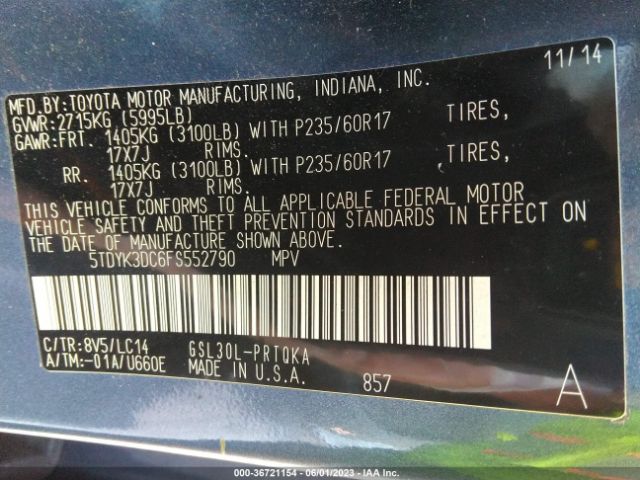 11/14
MFD.BY:TOYOTA MOTOR MANUFACTURING, INDIANA, INC.
GVWR:2715KG (5995LB)
GAWR:FRT. 1405KG (3100LB) WITH P235/60R17 TIRES,
17X7J RIMS.
RR. 1405KG (3100LB) WITH P235/60R17 TIRES,
17X7J RIMS.
THIS VEHICLE CONFORMS TO ALL APPLICABLE FEDERAL MOTOR
VEHICLE SAFETY AND THEFT PREVENTION STANDARDS IN EFFECT ON
THE DATE OF MANUFACTURE SHOWN ABOVE.
5TDYK3DC6FS552790 MPV
C/TR:8V5/LC14 GSL30L-PRTQKA
A/TM:-01A/U660E MADE IN U.S.A.
857 A
000-36721154 - 06/01/2023 - IAA Inc.